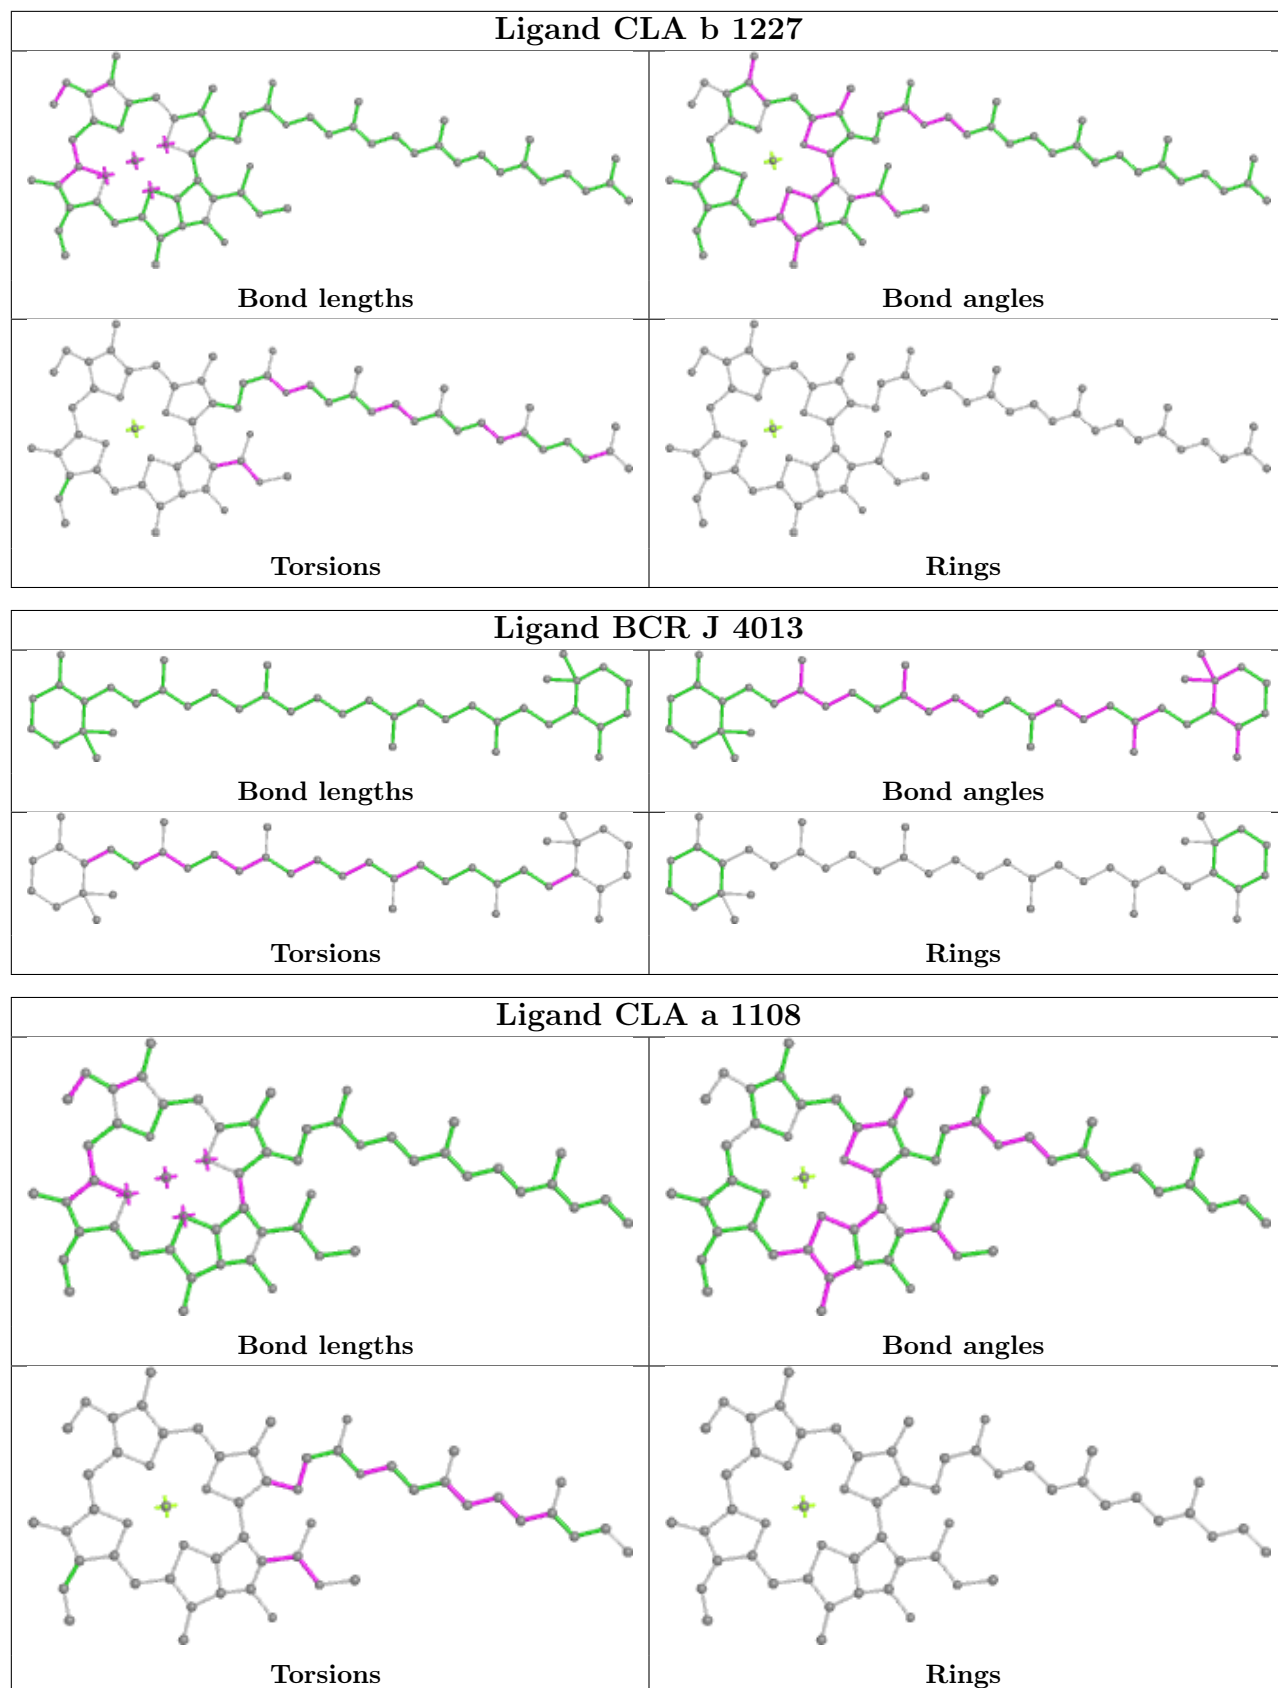 Ligand CLA b 1227
Bond lengths
Bond angles
Torsions
Rings
Ligand BCR J 4013
Bond lengths
Bond angles
Torsions
Rings
Ligand CLA a 1108
Bond lengths
Bond angles
Torsions
Rings